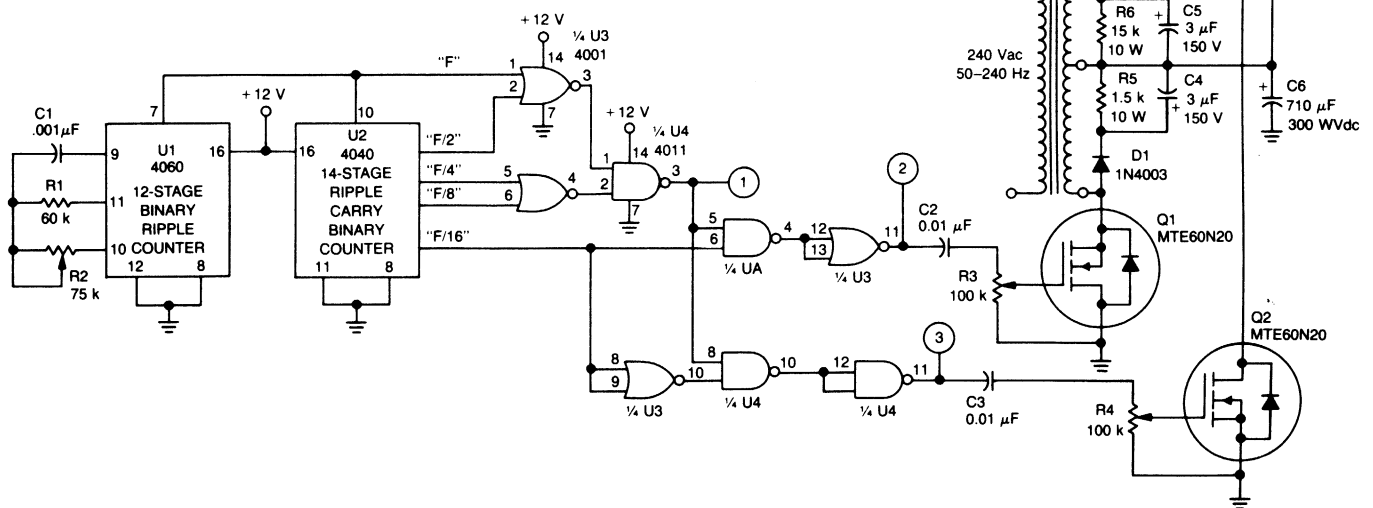 + 12 V
¼ U3
4001
"F"
1
2
14
3
7
240 Vac
50–240 Hz
R6
15 k
10 W
+
C5
3 µF
150 V
R5
1.5 k
10 W
C4
3 µF
+
150 V
+
C6
710 µF
300 WVdc
D1
1N4003
C1
.001µF
7
+ 12 V
10
9
U1
4060
16
12-STAGE
BINARY
RIPPLE
COUNTER
R1
60 k
11
10
R2
75 k
12
8
16
U2
4040
14-STAGE
RIPPLE
CARRY
BINARY
COUNTER
11
8
"F/2"
"F/4"
"F/8"
"F/16"
5
6
4
+ 12 V
¼ U4
4011
14
1
2
3
7
1
5
6
4
¼ UA
12
13
11
¼ U3
2
C2
0.01 µF
R3
100 k
Q1
MTE60N20
8
9
10
¼ U3
8
10
¼ U4
12
11
¼ U4
3
C3
0.01 µF
R4
100 k
Q2
MTE60N20